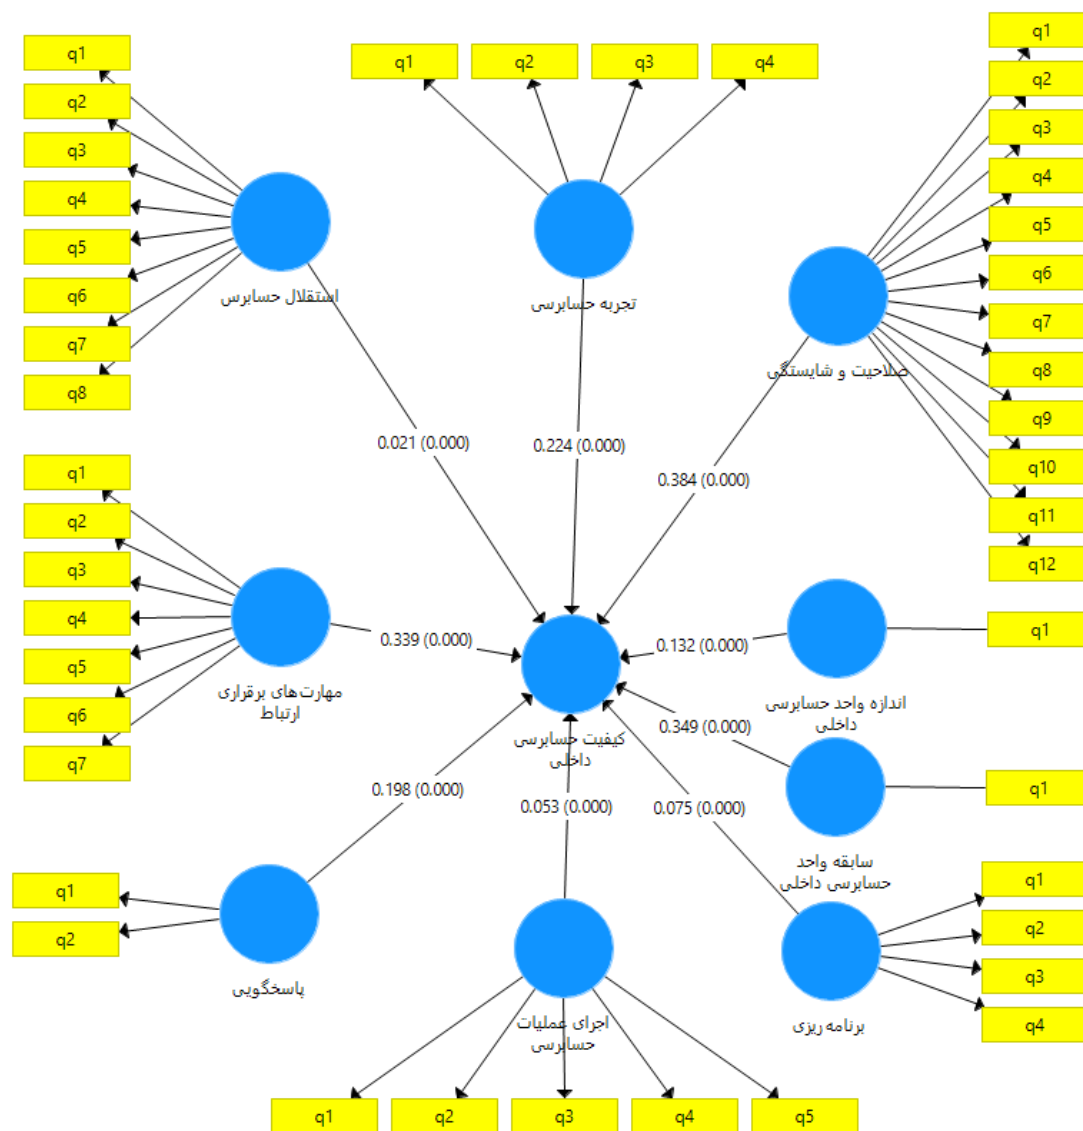 q1
q2
q3
q4
q5
q6
q7
q8
استقلال حسابرس
q1
q2
q3
q4
تجربه حسابرسی
q1
q2
q3
q4
q5
q6
q7
q8
q9
q10
q11
q12
صلاحیت و شایستگی
0.021 (0.000)
0.224 (0.000)
0.384 (0.000)
q1
q2
q3
q4
q5
q6
q7
مهارت‌های برقراری
ارتباط
0.339 (0.000)
کیفیت حسابرسی
داخلی
0.132 (0.000)
اندازه واحد حسابرسی
داخلی
q1
0.349 (0.000)
سابقه واحد
حسابرسی داخلی
q1
0.198 (0.000)
0.053 (0.000)
0.075 (0.000)
q1
q2
پاسخگویی
اجرای عملیات
حسابرسی
q1
q2
q3
q4
q5
برنامه ریزی
q1
q2
q3
q4